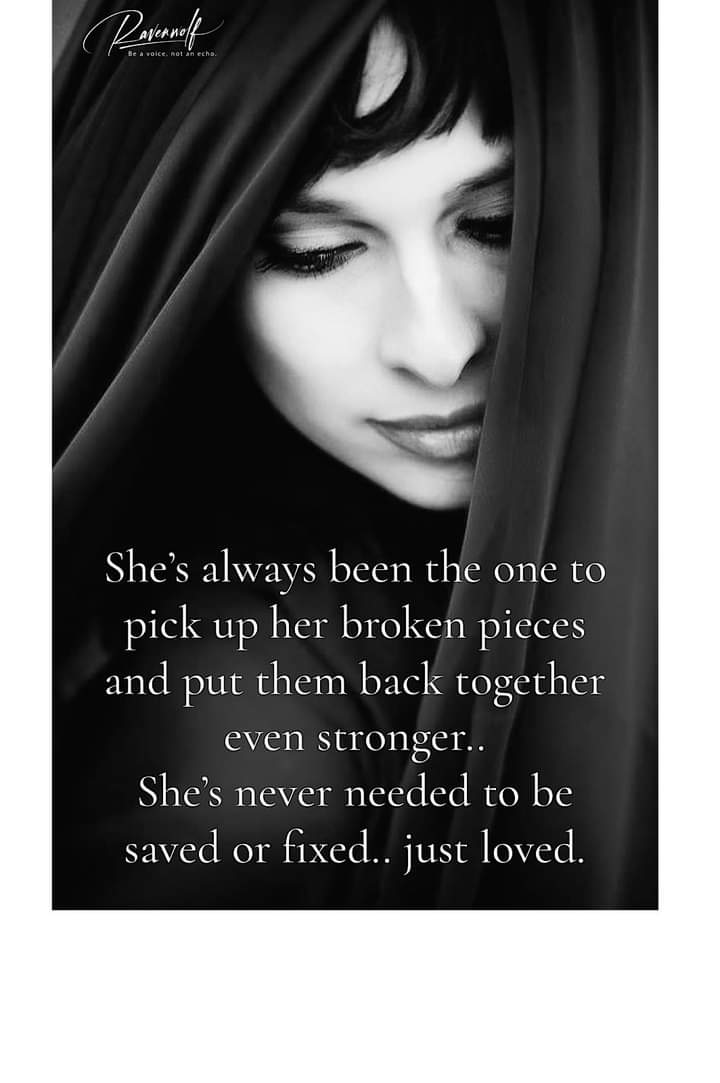 Ravenwolf
Be a voice, not an echo.
She’s always been the one to
pick up her broken pieces
and put them back together
even stronger..
She’s never needed to be
saved or fixed.. just loved.